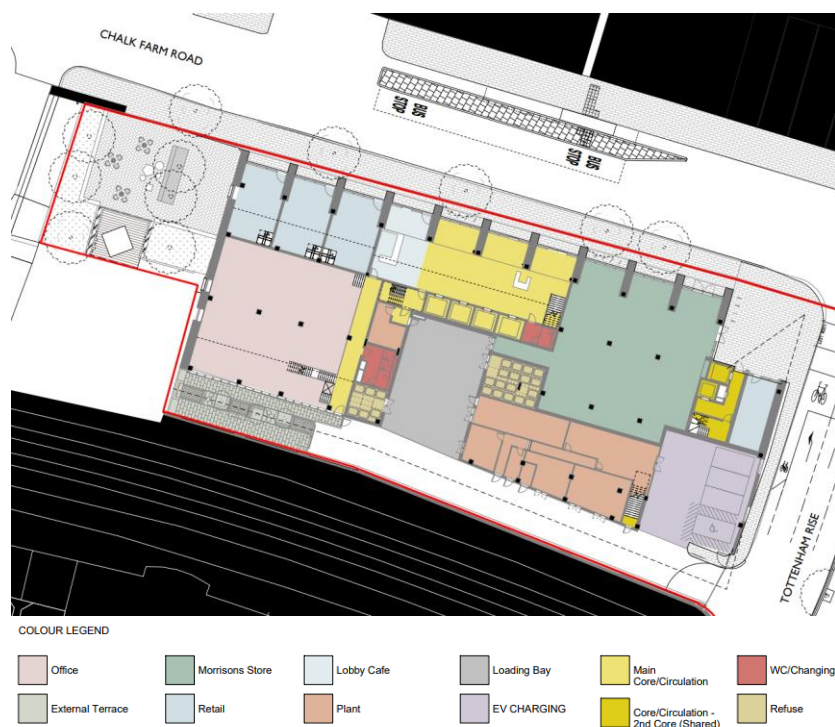 CHALK FARM ROAD
BUS
STOP
BUS
STOP
TOTTENHAM RISE
COLOUR LEGEND
Office
Morrisons Store
Lobby Cafe
Loading Bay
Main
Core/Circulation
WC/Changing
External Terrace
Retail
Plant
EV CHARGING
Core/Circulation -
2nd Core (Shared)
Refuse